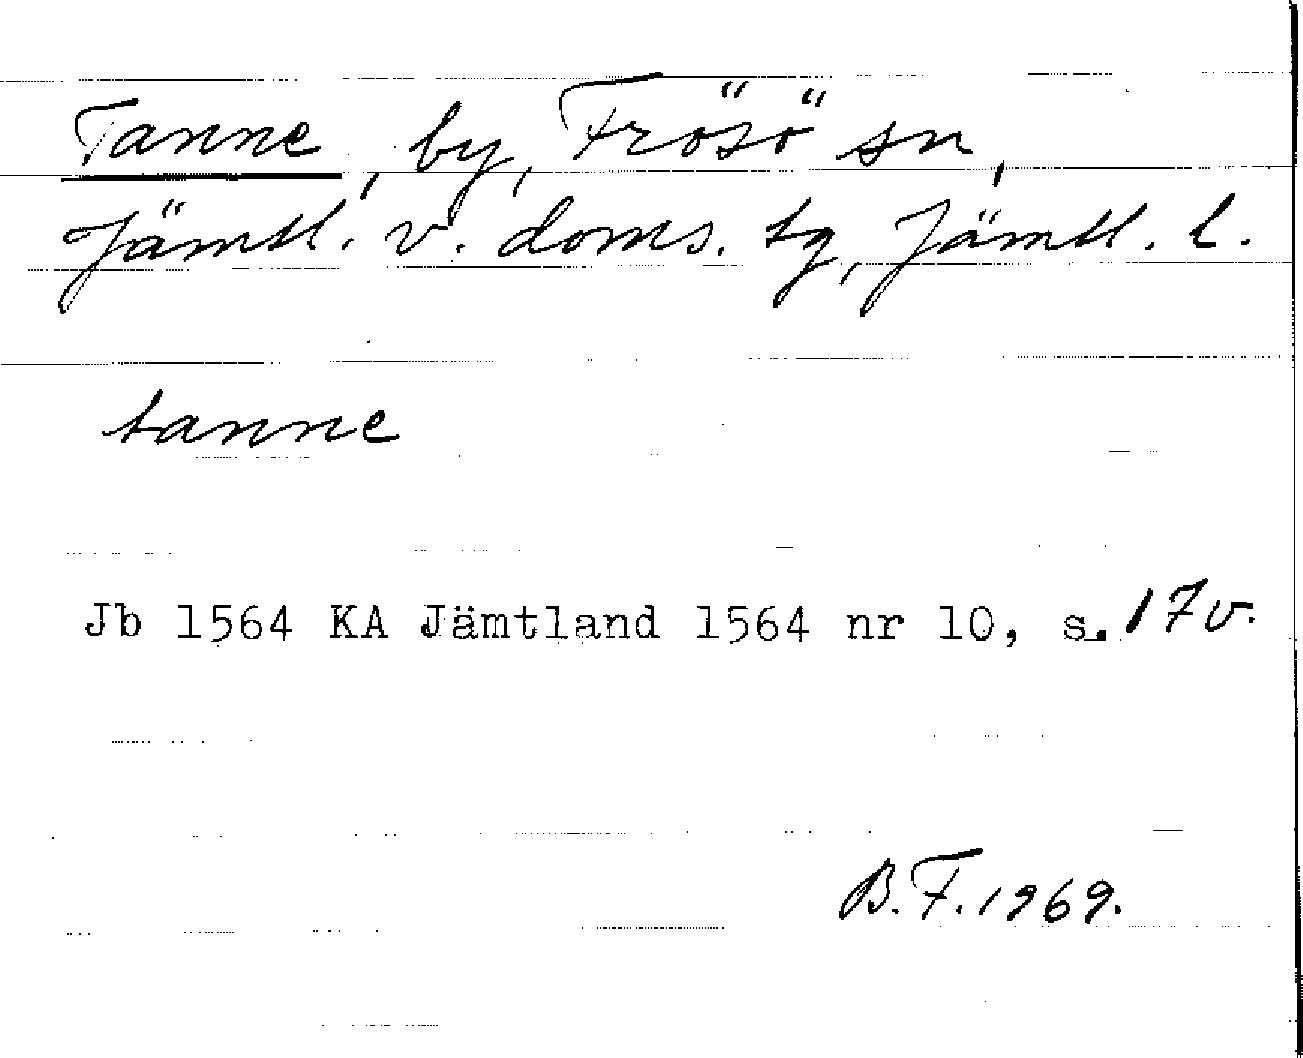 Tanne, by, Frösö sn,
Jämtl. v. doms. tg, Jämtl. l.
tanne
Jb 1564 KA Jämtland 1564 nr 10, s. 17v.
B.F. 1969.